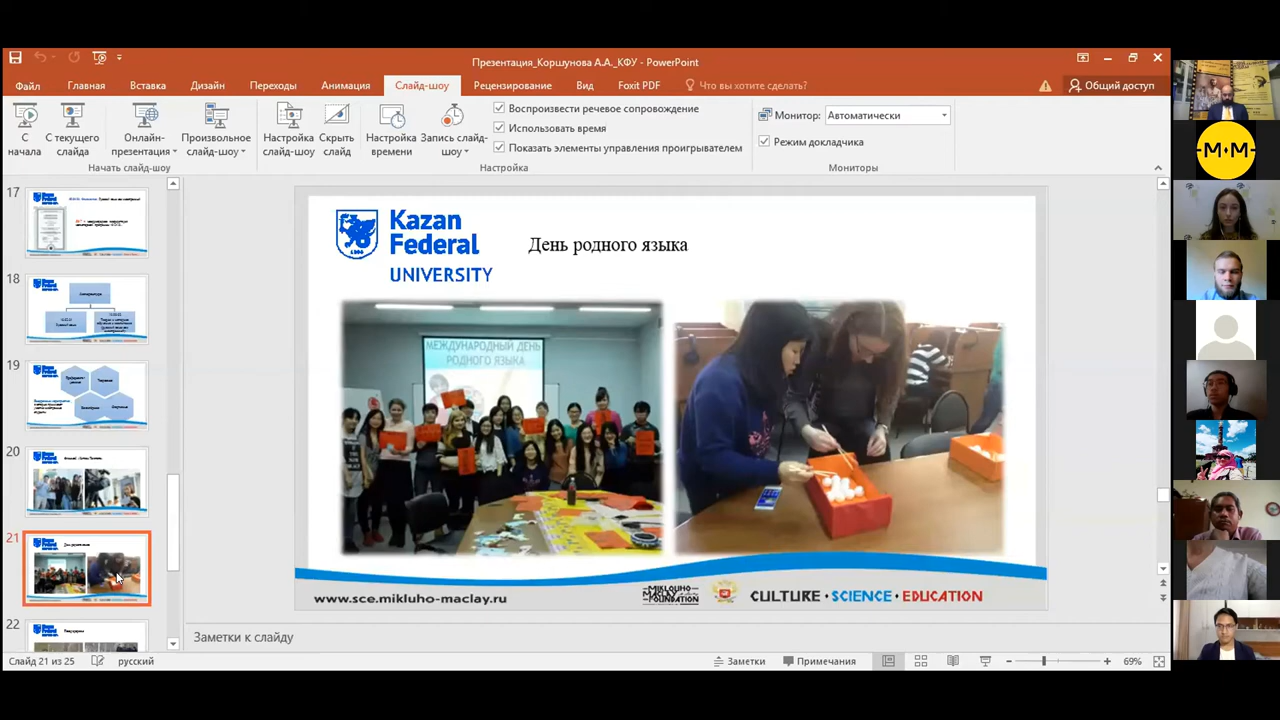 Презентация_Коршунова А.А._КФУ - PowerPoint
Файл Главная Вставка Дизайн Переходы Анимация Слайд-шоу Рецензирование Вид Foxit PDF Что вы хотите сделать? Общий доступ
С начала
С текущего слайда
Онлайн-презентация
Произвольное слайд-шоу
Начать слайд-шоу
Настройка слайд-шоу
Скрыть слайд
Настройка времени
Запись слайд-шоу
Воспроизвести речевое сопровождение
Использовать время
Показать элементы управления проигрывателем
Настройка
Монитор: Автоматически
Режим докладчика
Мониторы
17
18
19
20
21
22
Kazan
Federal
UNIVERSITY
День родного языка
МЕЖДУНАРОДНЫЙ ДЕНЬ
РОДНОГО ЯЗЫКА
www.sce.mikluho-maclay.ru
MIKLOUHO
MACLAY
FOUNDATION
CULTURE • SCIENCE • EDUCATION
Заметки к слайду
Слайд 21 из 25 русский Заметки Примечания 69%
M•M